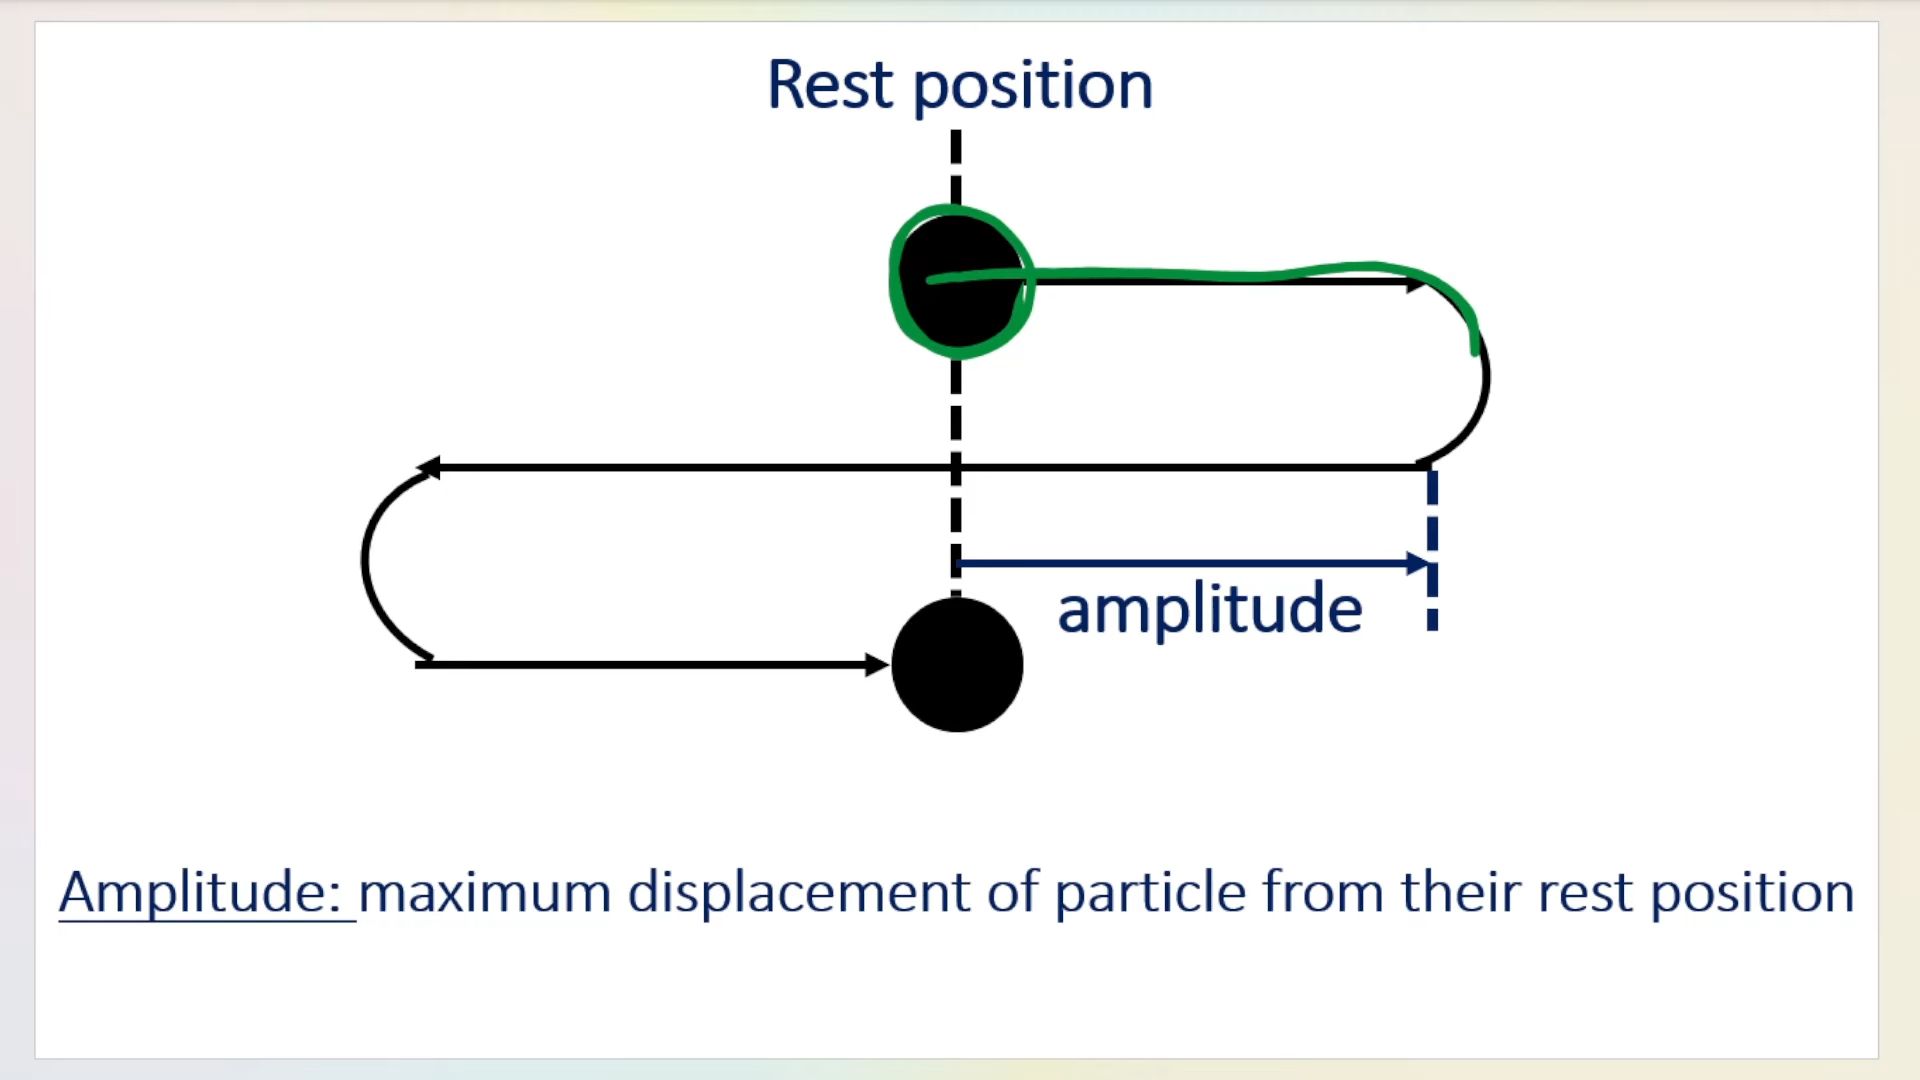 Rest position
amplitude
Amplitude: maximum displacement of particle from their rest position